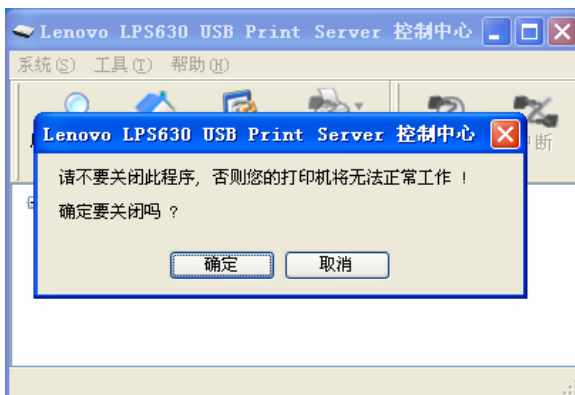 Lenovo LPS630 USB Print Server 控制中心
系统(S) 工具(T) 帮助(H)
Lenovo LPS630 USB Print Server 控制中心
断
请不要关闭此程序, 否则您的打印机将无法正常工作 !
确定要关闭吗 ?
确定 取消